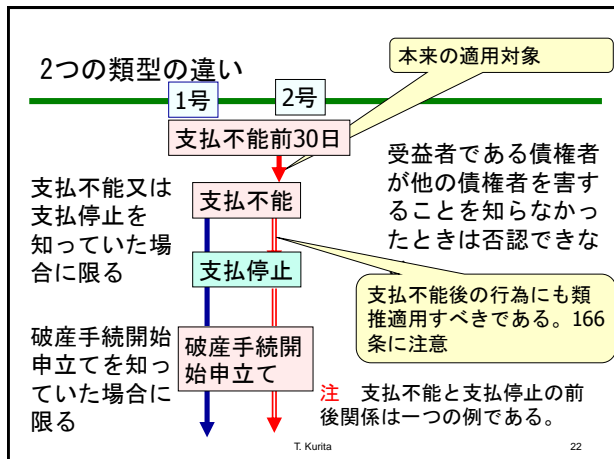 2つの類型の違い
本来の適用対象
1号
2号
支払不能前30日
支払不能又は
支払停止を
知っていた場
合に限る
支払不能
受益者である債権者
が他の債権者を害す
ることを知らなかっ
たときは否認できな
支払停止
支払不能後の行為にも類
推適用すべきである。166
条に注意
破産手続開始
申立てを知っ
ていた場合に
限る
破産手続開
始申立て
注 支払不能と支払停止の前
後関係は一つの例である。
T. Kurita
22